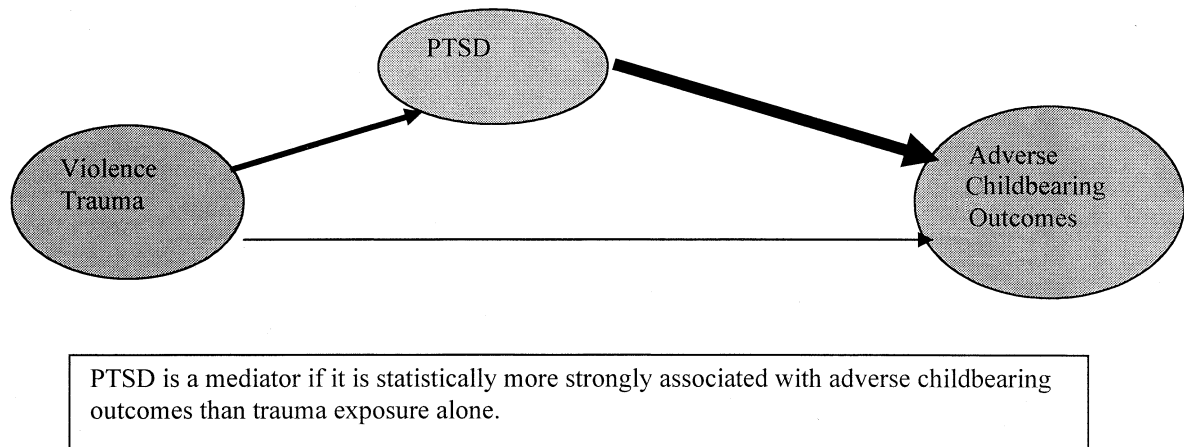 PTSD
Violence
Trauma
Adverse
Childbearing
Outcomes
PTSD is a mediator if it is statistically more strongly associated with adverse childbearing
outcomes than trauma exposure alone.